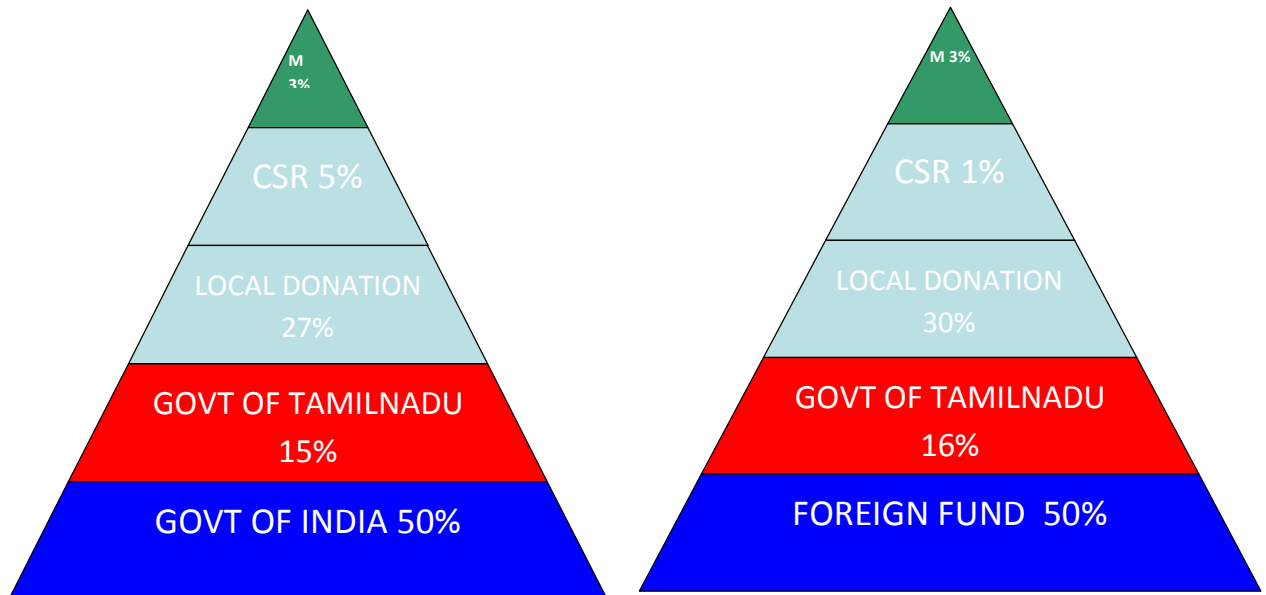 M
3%
CSR 5%
LOCAL DONATION
27%
GOVT OF TAMILNADU
15%
GOVT OF INDIA 50%
M 3%
CSR 1%
LOCAL DONATION
30%
GOVT OF TAMILNADU
16%
FOREIGN FUND 50%